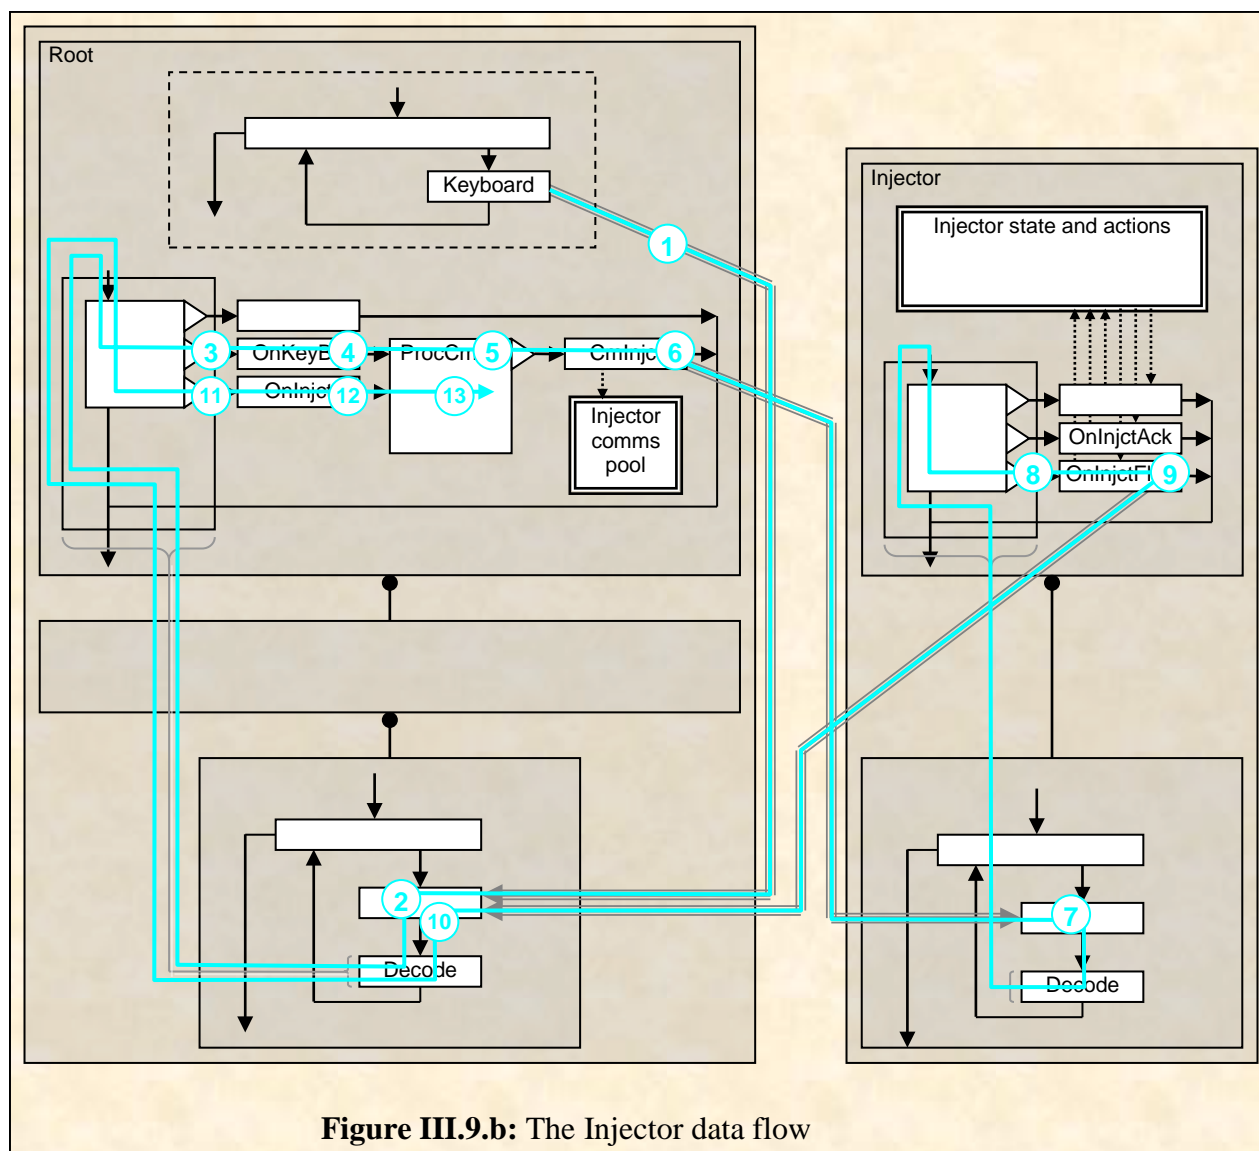 Root
Keyboard
1
Injector
Injector state and actions
3
4
5
6
11
12
13
Injector
comms
pool
OnInjctAck
8
9
2
10
Decode
7
Decode
Figure III.9.b: The Injector data flow